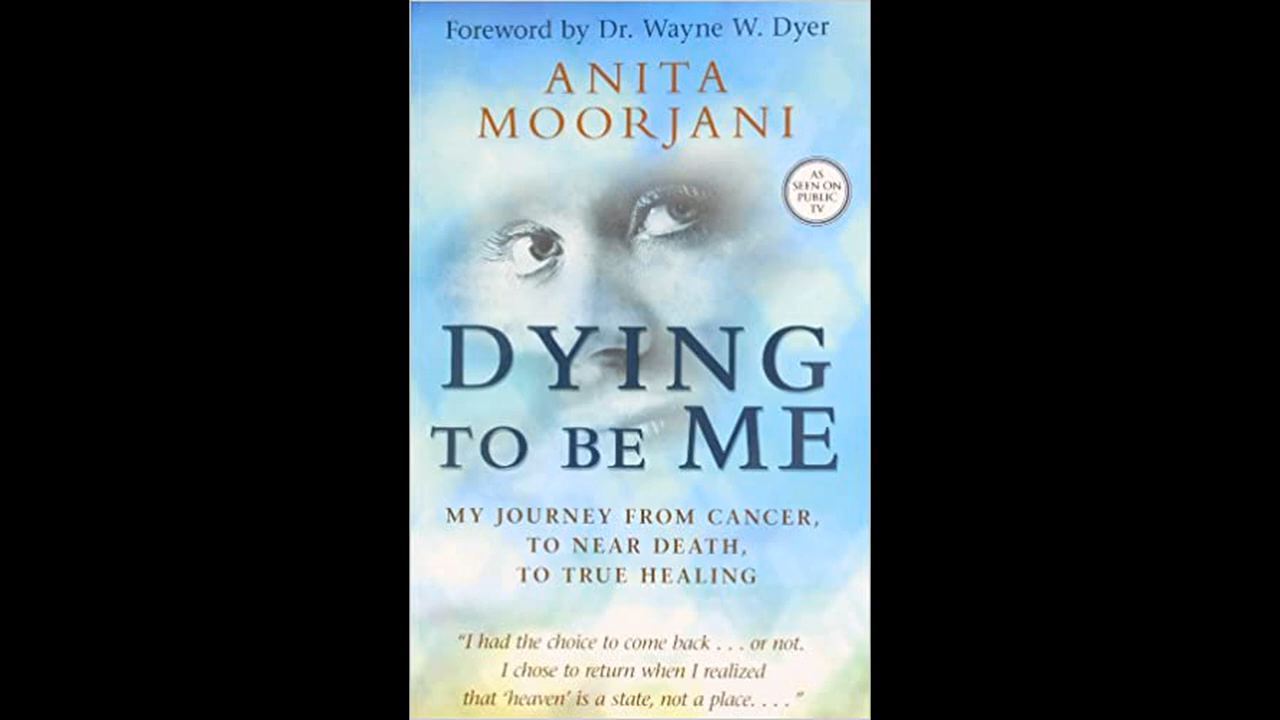 Foreword by Dr. Wayne W. Dyer
ANITA
MOORJANI
AS
SEEN ON
PUBLIC
TV
DYING
TO BE ME
MY JOURNEY FROM CANCER,
TO NEAR DEATH,
TO TRUE HEALING
“I had the choice to come back . . . or not.
I chose to return when I realized
that ‘heaven’ is a state, not a place. . . . ”